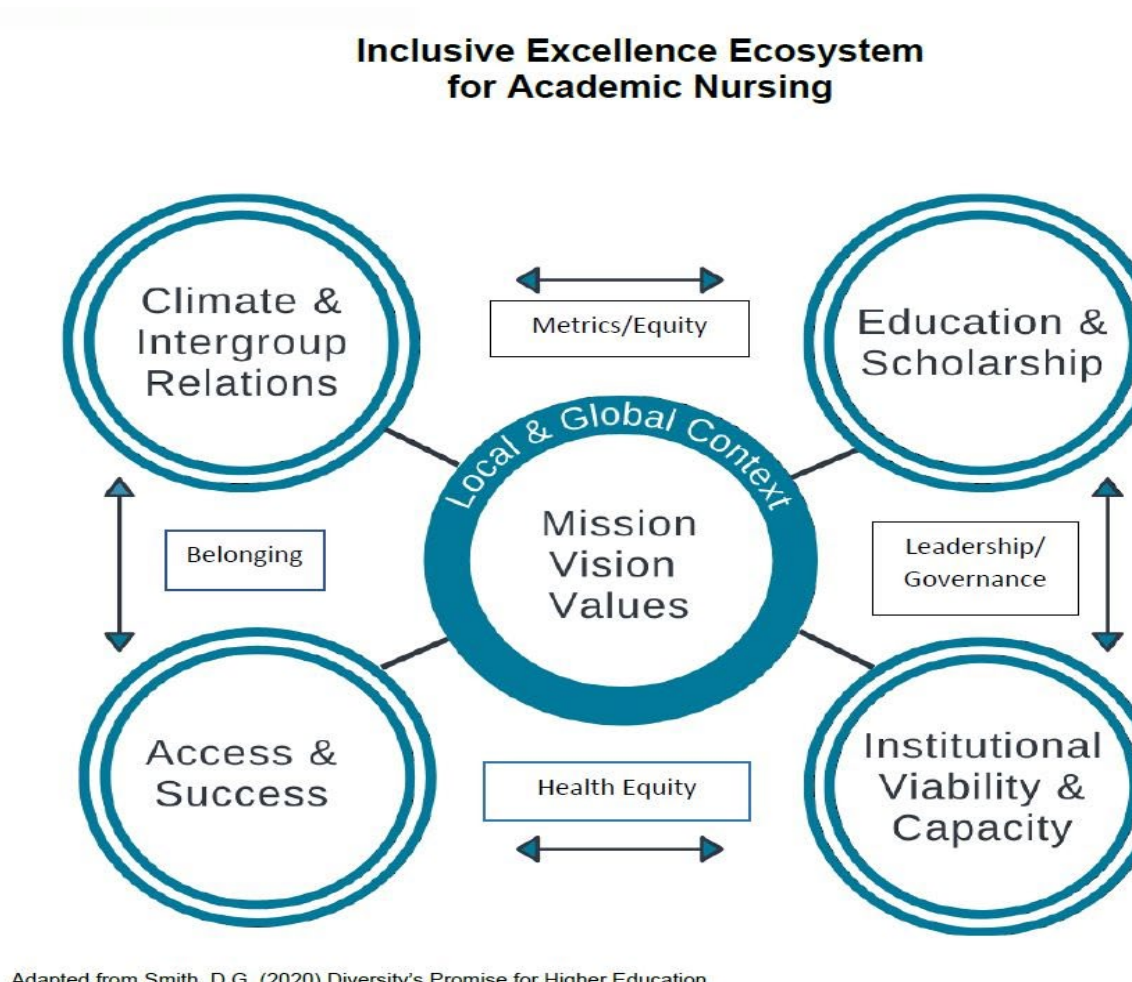 Inclusive Excellence Ecosystem
for Academic Nursing
Climate &
Intergroup
Relations
Metrics/Equity
Education &
Scholarship
Local & Global Context
Mission
Vision
Values
Belonging
Leadership/
Governance
Access &
Success
Health Equity
Institutional
Viability &
Capacity
Adapted from Smith, D.G. (2020) Diversity's Promise for Higher Education